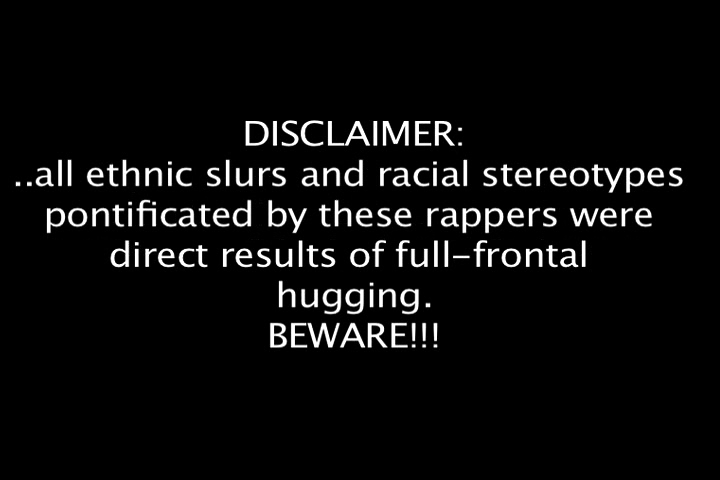 DISCLAIMER:
..all ethnic slurs and racial stereotypes
pontificated by these rappers were
direct results of full-frontal
hugging.
BEWARE!!!